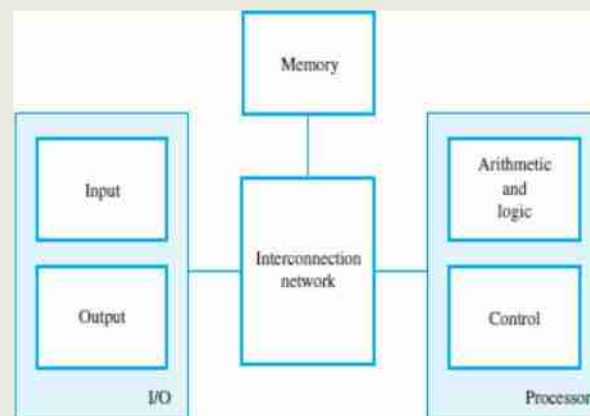 Memory
Input
Output
I/O
Interconnection
network
Arithmetic
and
logic
Control
Processor